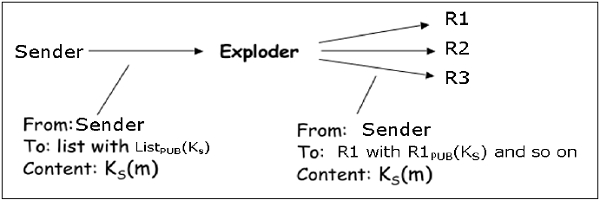 R1
Sender
Exploder
R2
R3
From: Sender
To: list with ListPUB(Ks)
Content: KS(m)
From: Sender
To: R1 with R1PUB(KS) and so on
Content: KS(m)